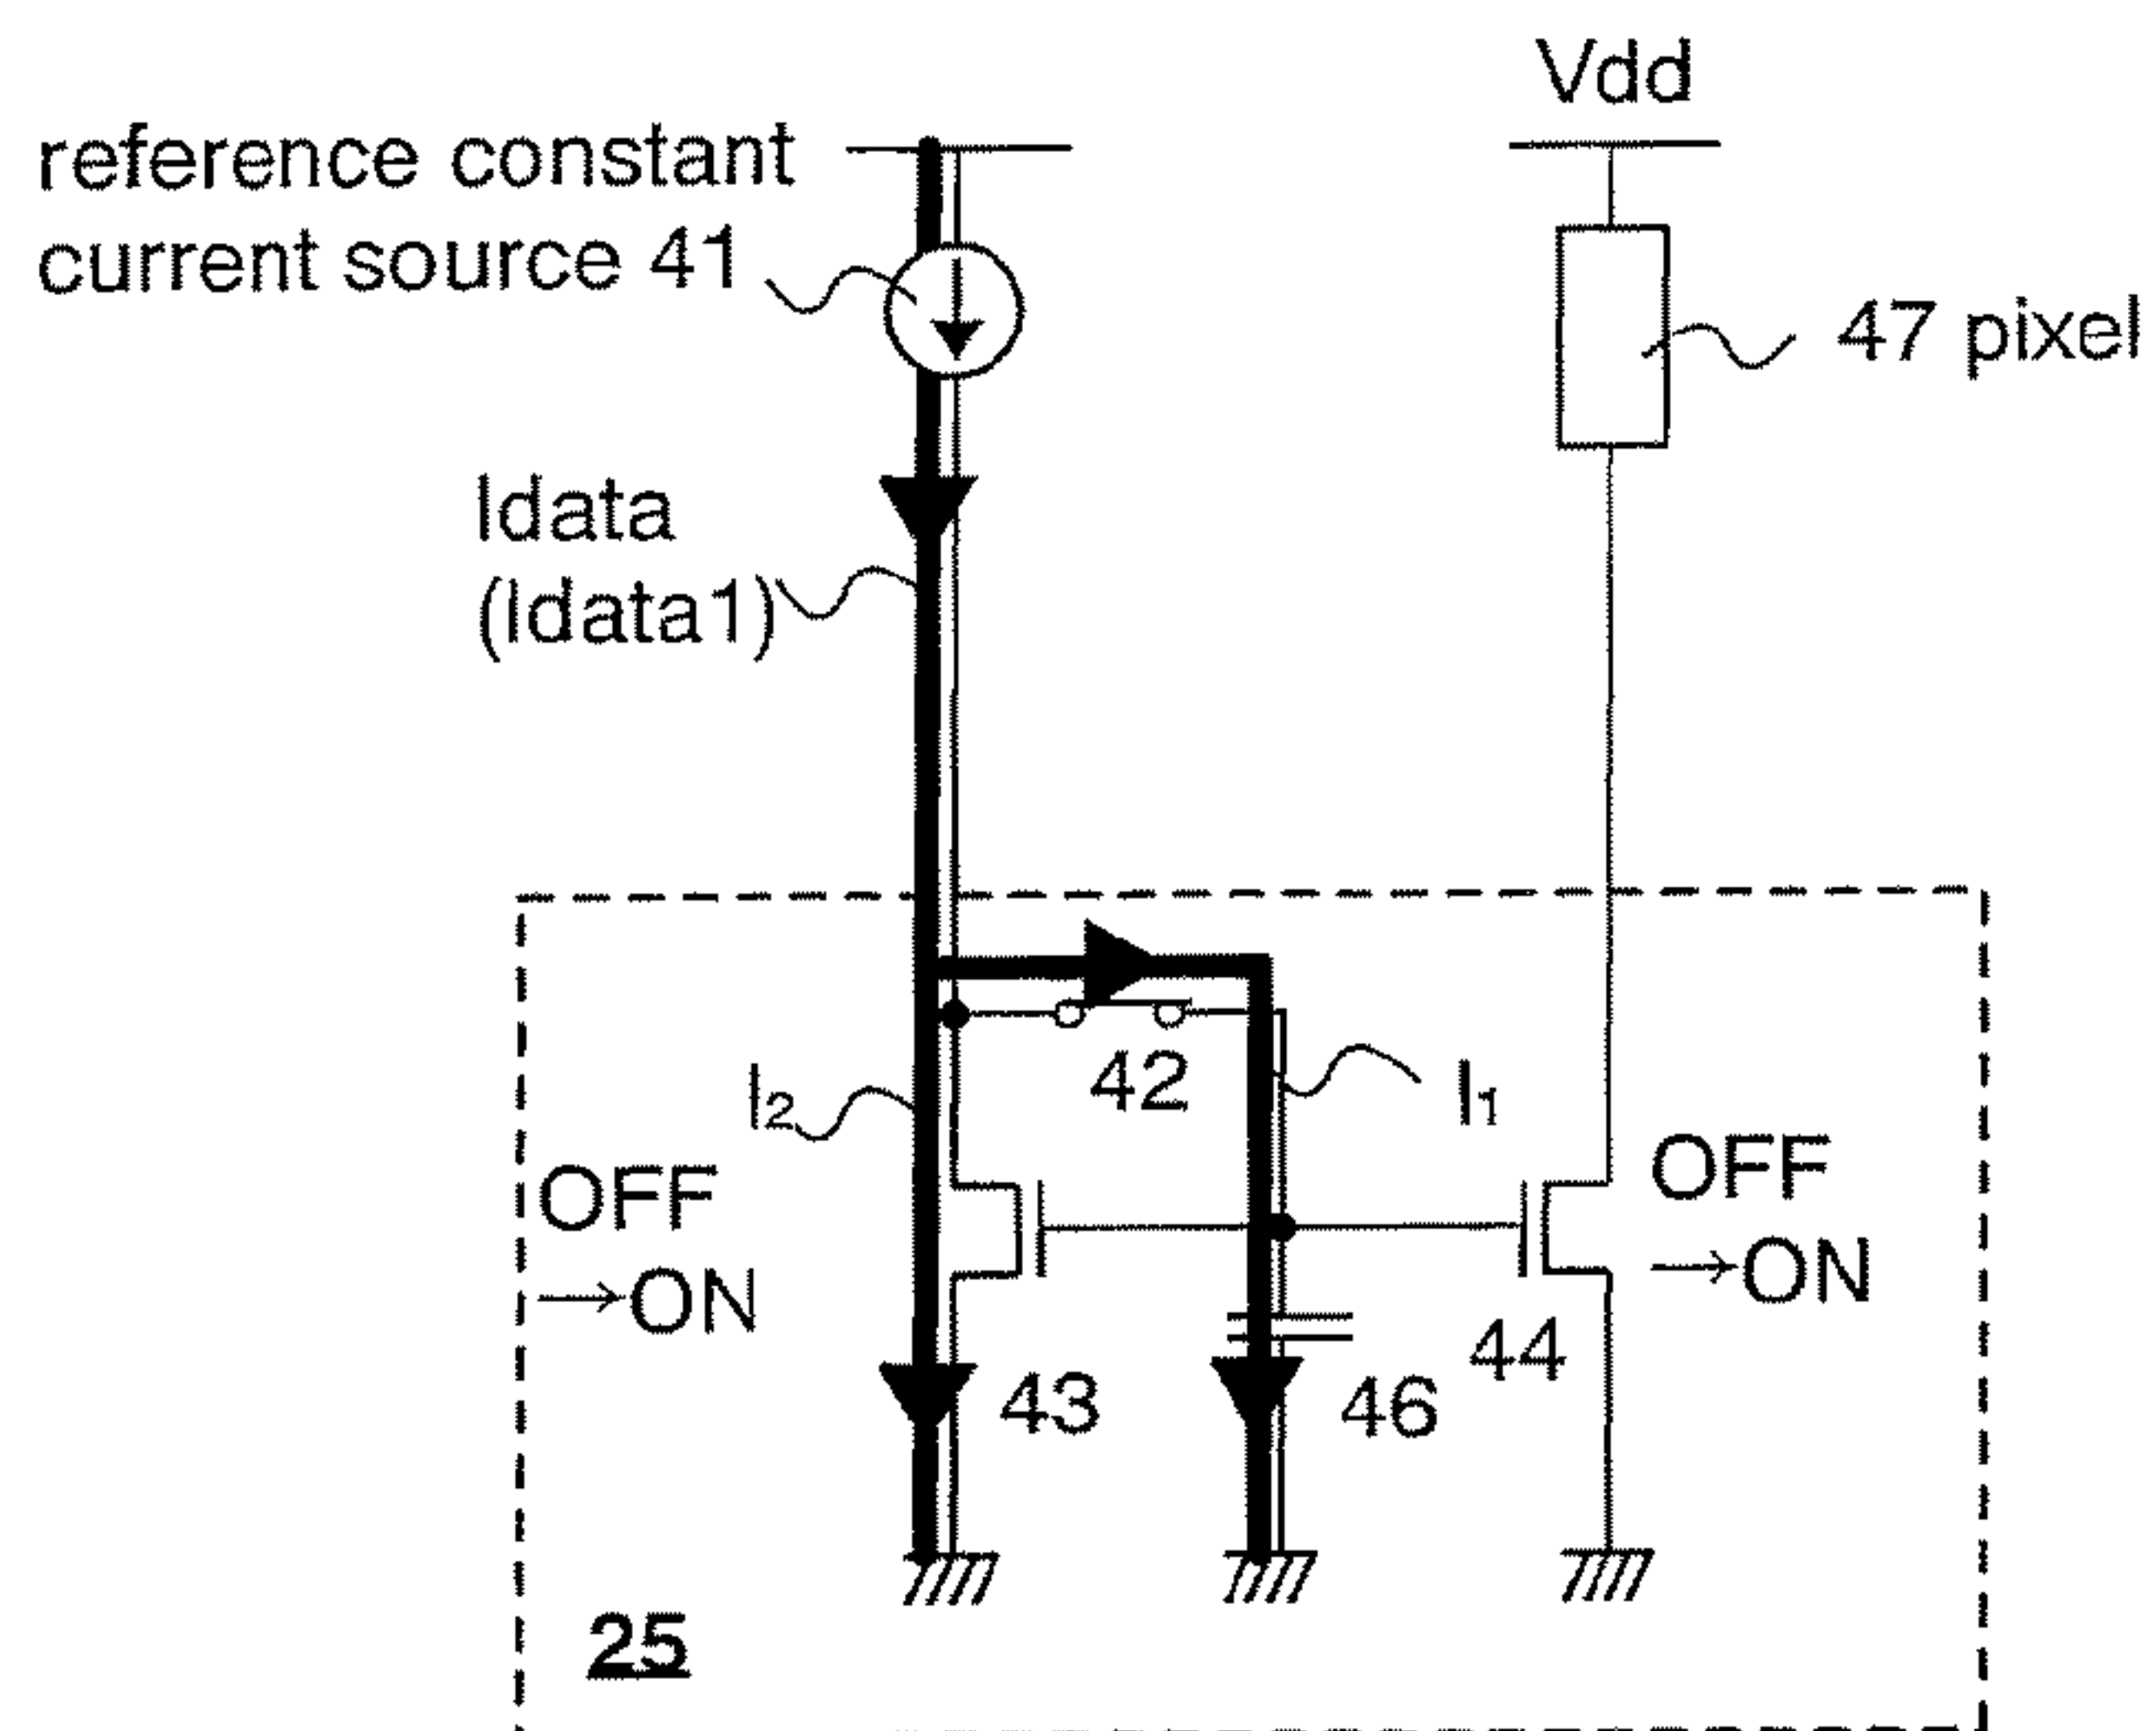 Vdd
reference constant
current source 41
47 pixel
Idata
(Idata1)
42
I2
I1
OFF
→ON
OFF
→ON
43
46
44
25